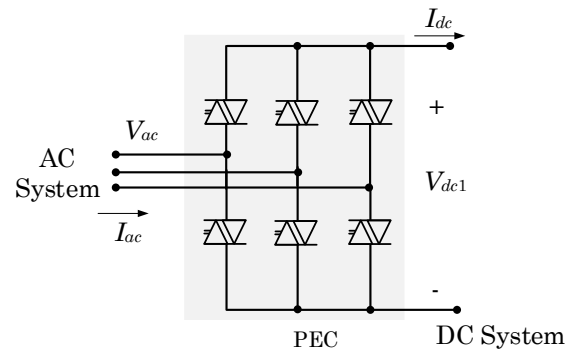 Idc
+
Vac
AC
System
Vdc1
Iac
-
PEC
DC System